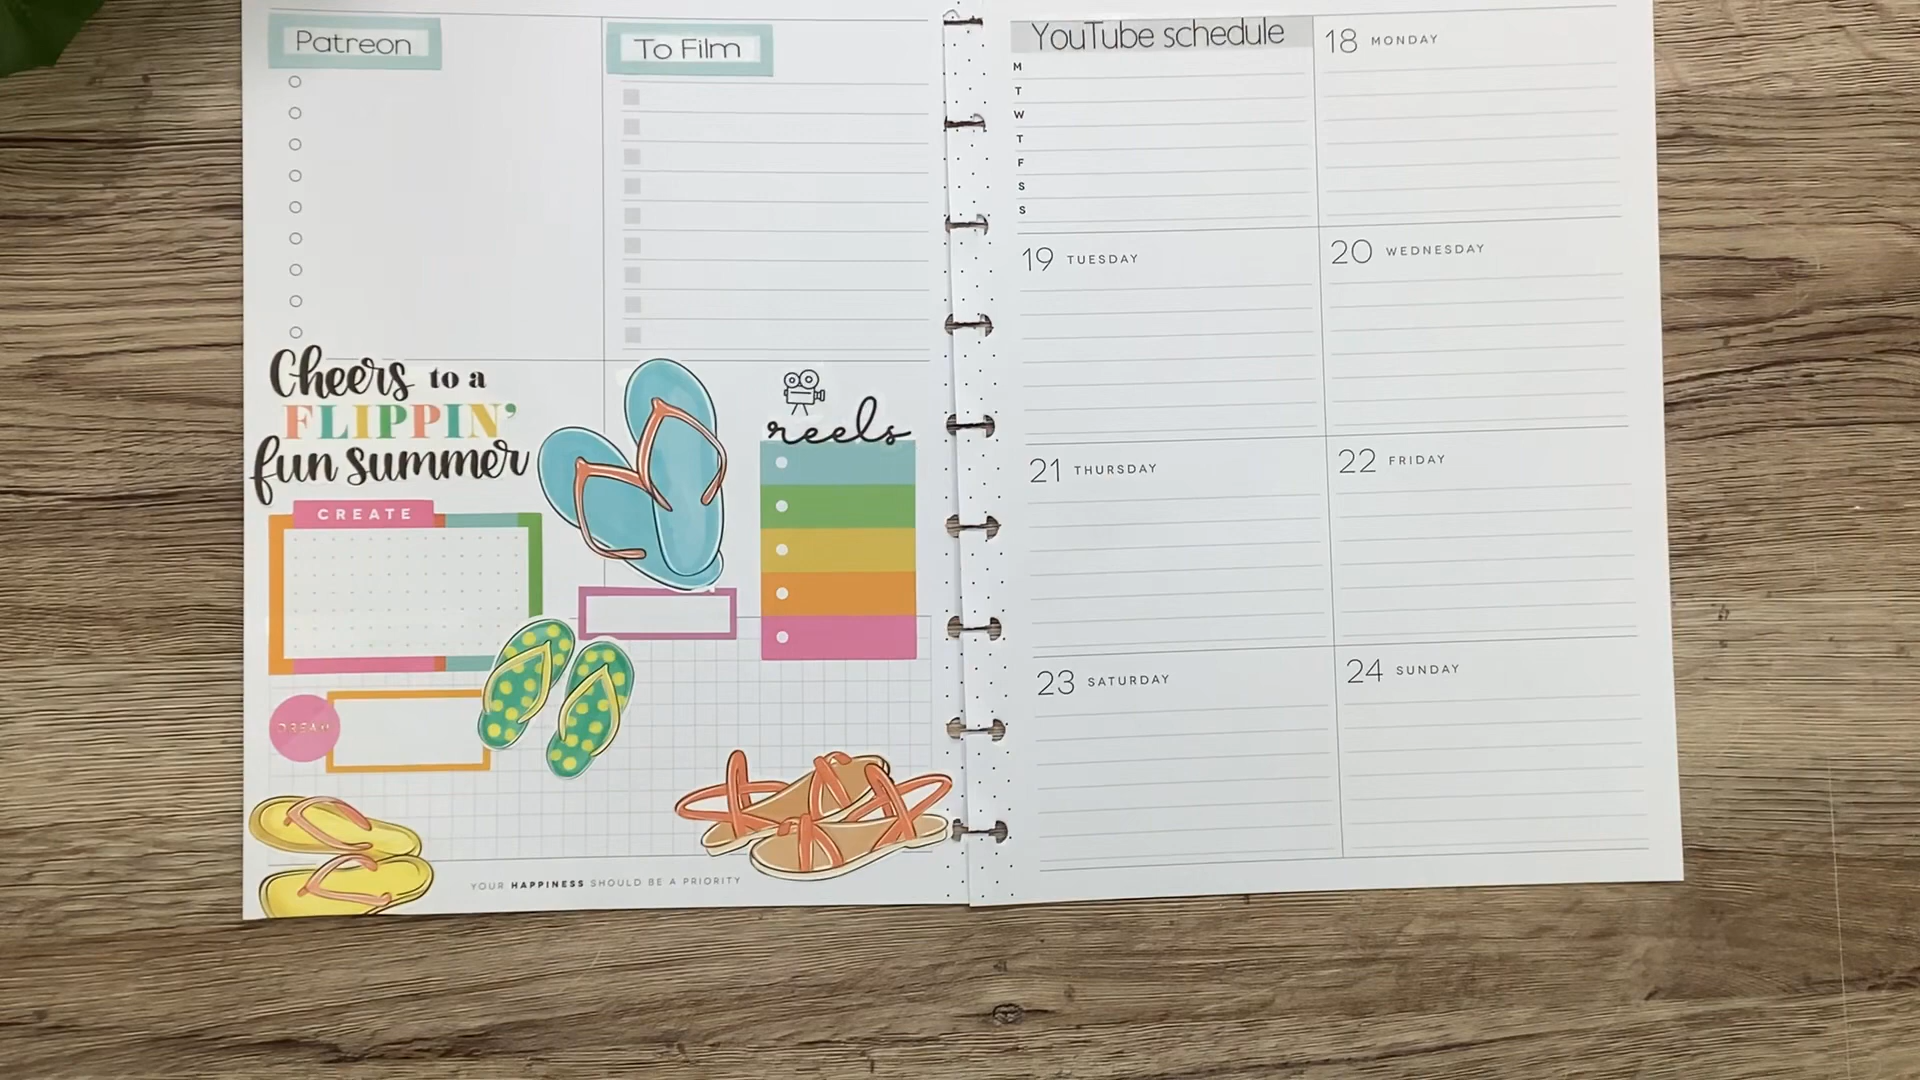 Patreon
To Film
Cheers to a
FLIPPIN'
fun summer
reels
CREATE
DREAM
YOUR HAPPINESS SHOULD BE A PRIORITY
YouTube schedule
M
T
W
T
F
S
S
18 MONDAY
19 TUESDAY
20 WEDNESDAY
21 THURSDAY
22 FRIDAY
23 SATURDAY
24 SUNDAY